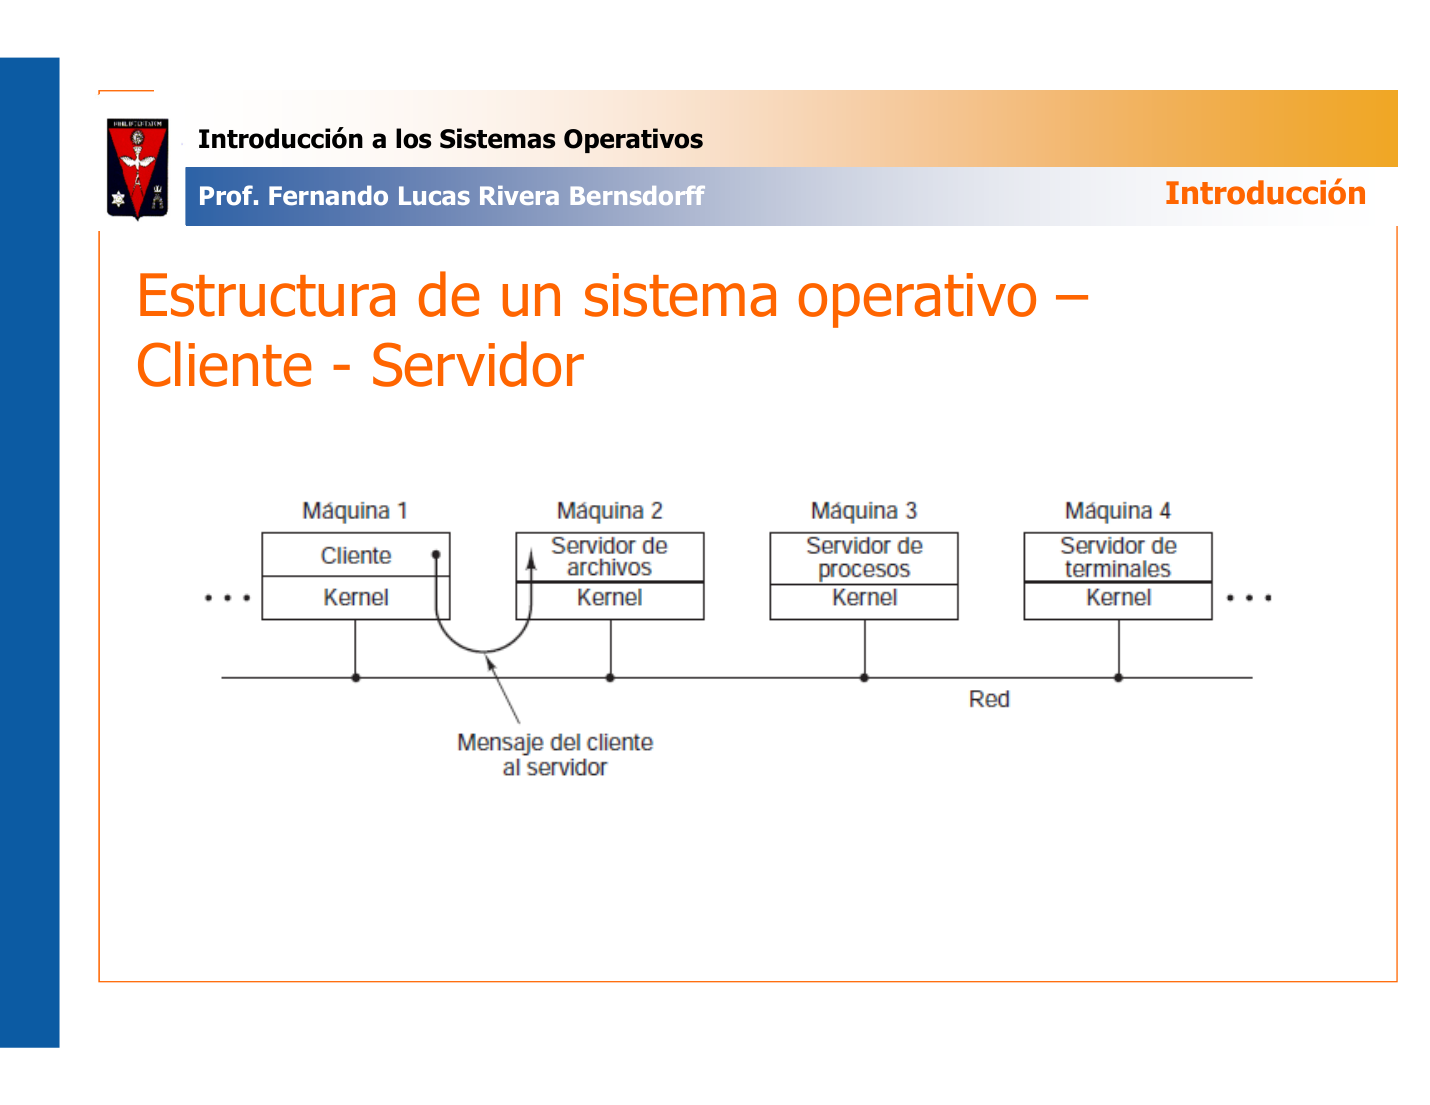 Introducción a los Sistemas Operativos
Prof. Fernando Lucas Rivera Bernsdorff
Introducción
Estructura de un sistema operativo –
Cliente - Servidor
Máquina 1
Máquina 2
Máquina 3
Máquina 4
Cliente
Servidor de
archivos
Servidor de
procesos
Servidor de
terminales
Kernel
Kernel
Kernel
Kernel
Red
Mensaje del cliente
al servidor